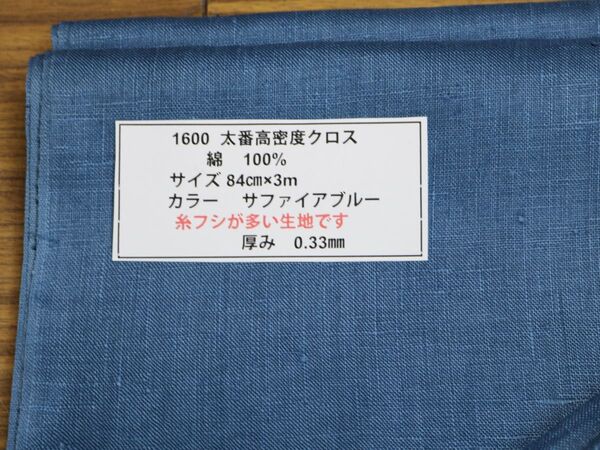 1600 太番高密度クロス
綿 100%
サイズ 84㎝×3m
カラー サファイアブルー
糸フシが多い生地です
厚み 0.33㎜